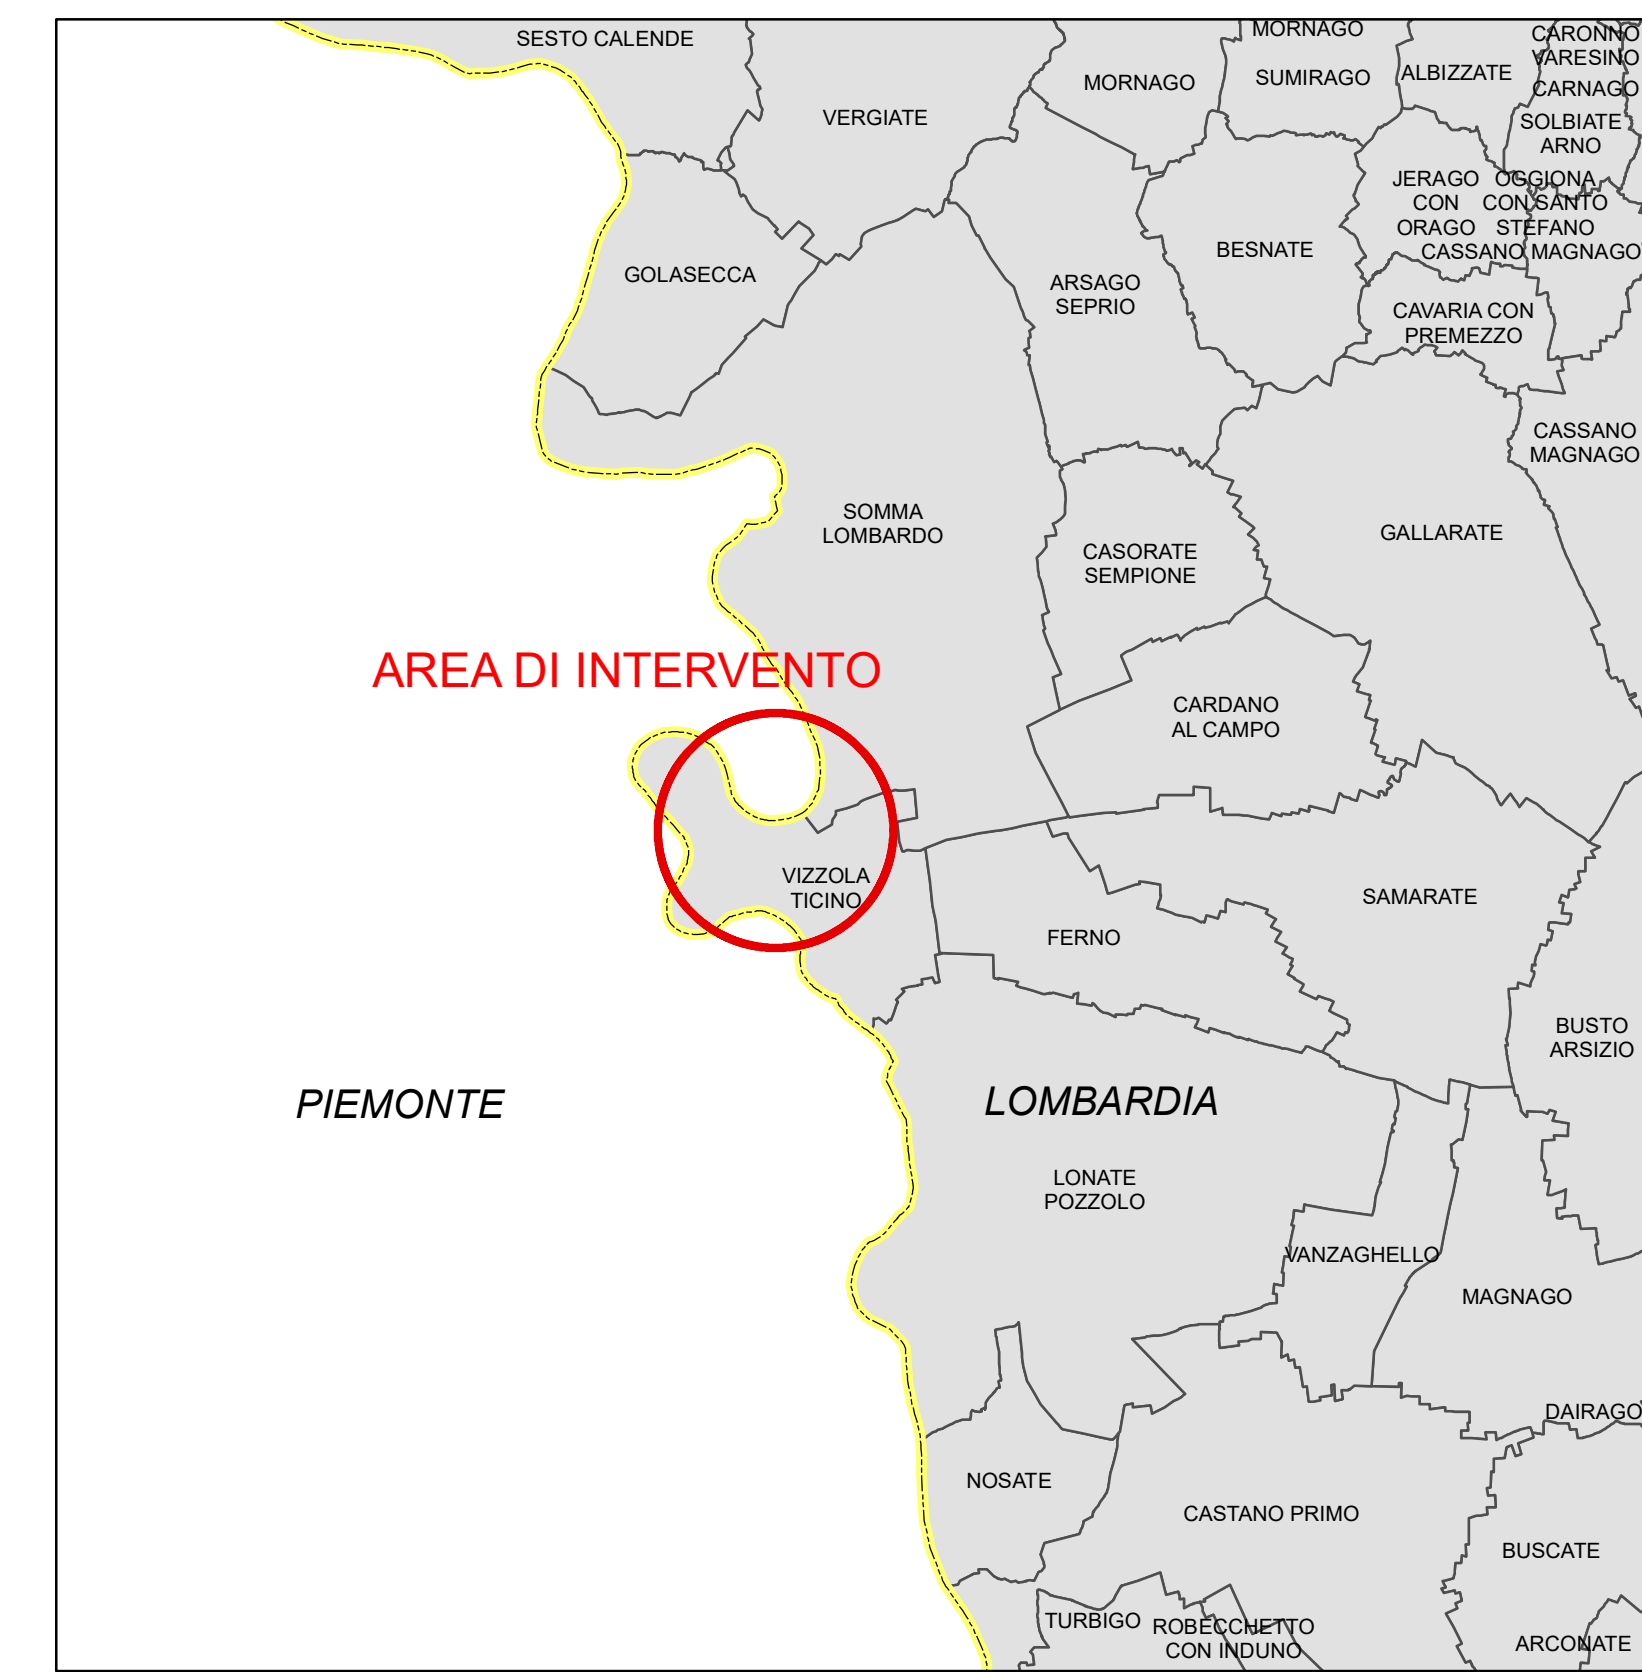 SESTO CALENDE
MORNAGO
CARONNO
VARESINO
MORNAGO
SUMIRAGO
ALBIZZATE
CARNAGO
VERGIATE
SOLBIATE
ARNO
JERAGO
CON
ORAGO
OGGIONA
CON SANTO
STEFANO
CASSANO MAGNAGO
BESNATE
GOLASECCA
ARSAGO
SEPRIO
CAVARIA CON
PREMEZZO
CASSANO
MAGNAGO
SOMMA
LOMBARDO
GALLARATE
CASORATE
SEMPIONE
AREA DI INTERVENTO
CARDANO
AL CAMPO
VIZZOLA
TICINO
SAMARATE
FERNO
BUSTO
ARSIZIO
PIEMONTE
LOMBARDIA
LONATE
POZZOLO
VANZAGHELLO
MAGNAGO
DAIRAGO
NOSATE
CASTANO PRIMO
BUSCATE
TURBIGO
ROBECCHETTO
CON INDUNO
ARCONATE